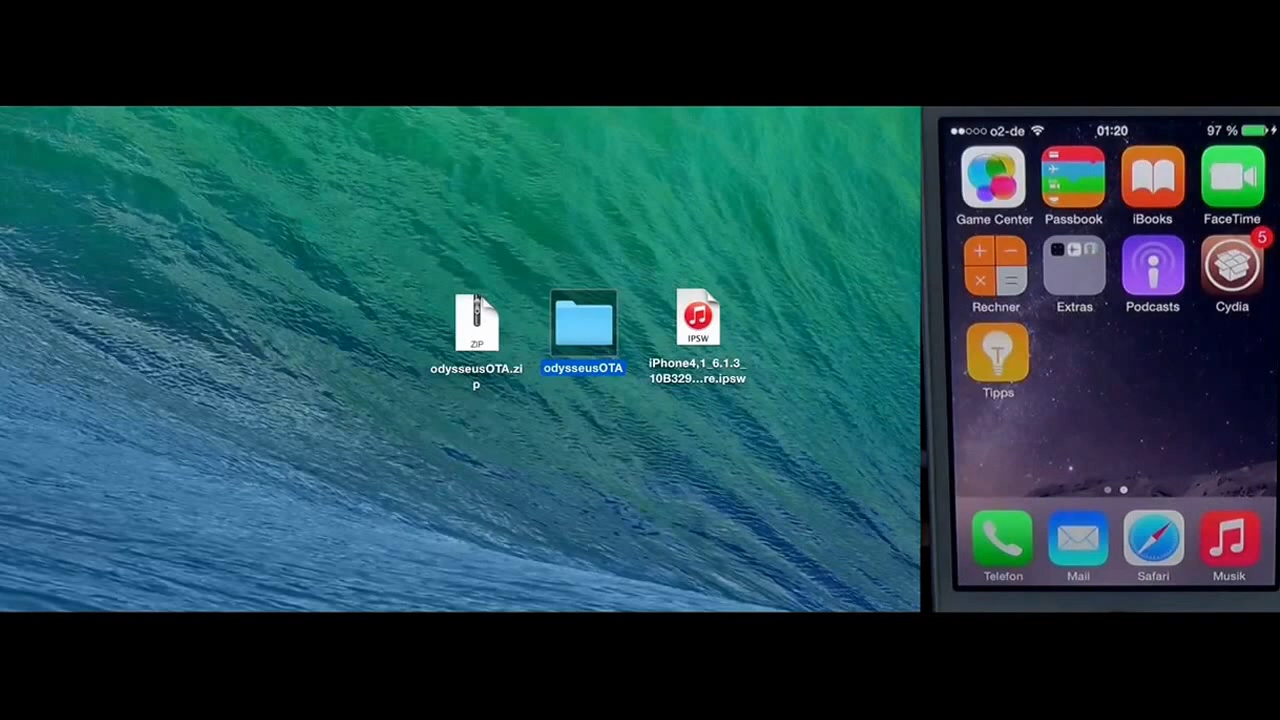 odysseusOTA.zi
p
ZIP
odysseusOTA
IPSW
iPhone4,1_6.1.3_
10B329...re.ipsw
o2-de
01:20
97 %
Game Center
Passbook
iBooks
FaceTime
5
Rechner
Extras
Podcasts
Cydia
T
Tipps
Telefon
Mail
Safari
Musik